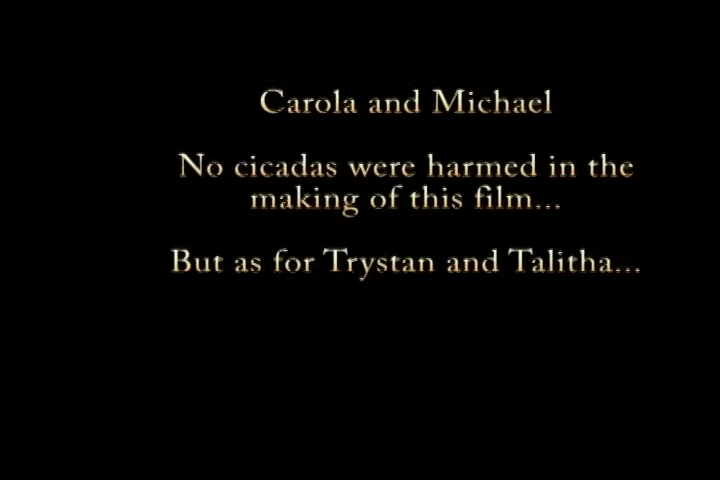 Carola and Michael
No cicadas were harmed in the
making of this film...
But as for Trystan and Talitha...